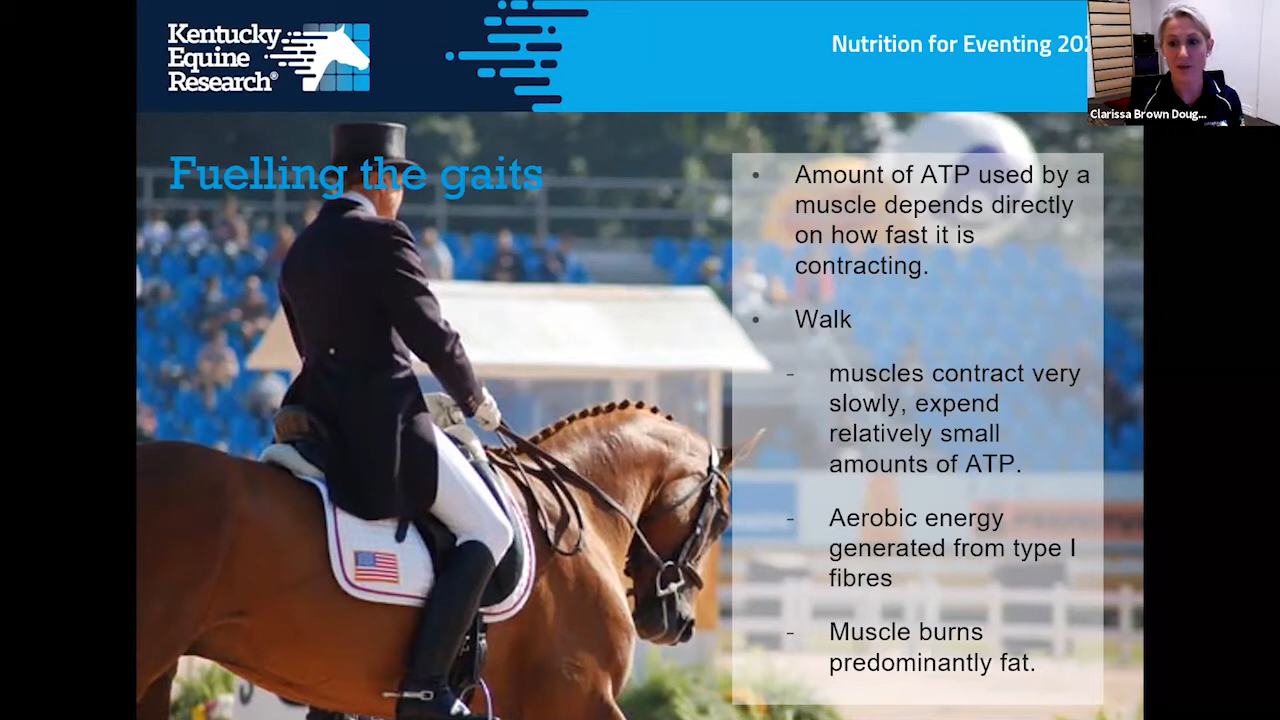 Kentucky
Equine
Research®
Nutrition for Eventing 202
Clarissa Brown Doug...
Fuelling the gaits
• Amount of ATP used by a
muscle depends directly
on how fast it is
contracting.
• Walk
- muscles contract very
slowly, expend
relatively small
amounts of ATP.
- Aerobic energy
generated from type I
fibres
- Muscle burns
predominantly fat.